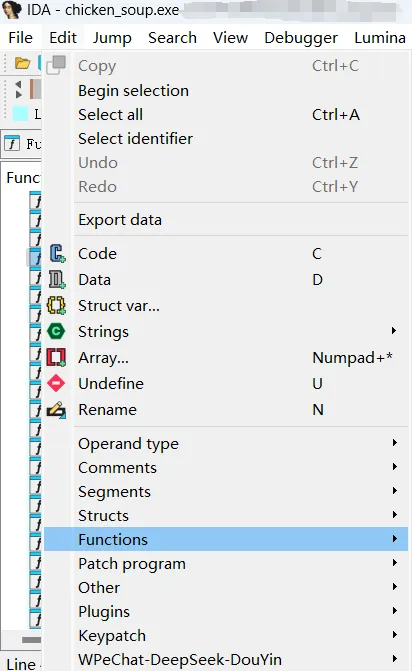 IDA - chicken_soup.exe
File Edit Jump Search View Debugger Lumina
Copy Ctrl+C
Begin selection
Select all Ctrl+A
Select identifier
Undo Ctrl+Z
Redo Ctrl+Y
Export data
Code C
Data D
Struct var...
Strings
Array... Numpad+*
Undefine U
Rename N
Operand type
Comments
Segments
Structs
Functions
Patch program
Other
Plugins
Keypatch
WPeChat-DeepSeek-DouYin
L
Fu
Funct
Line